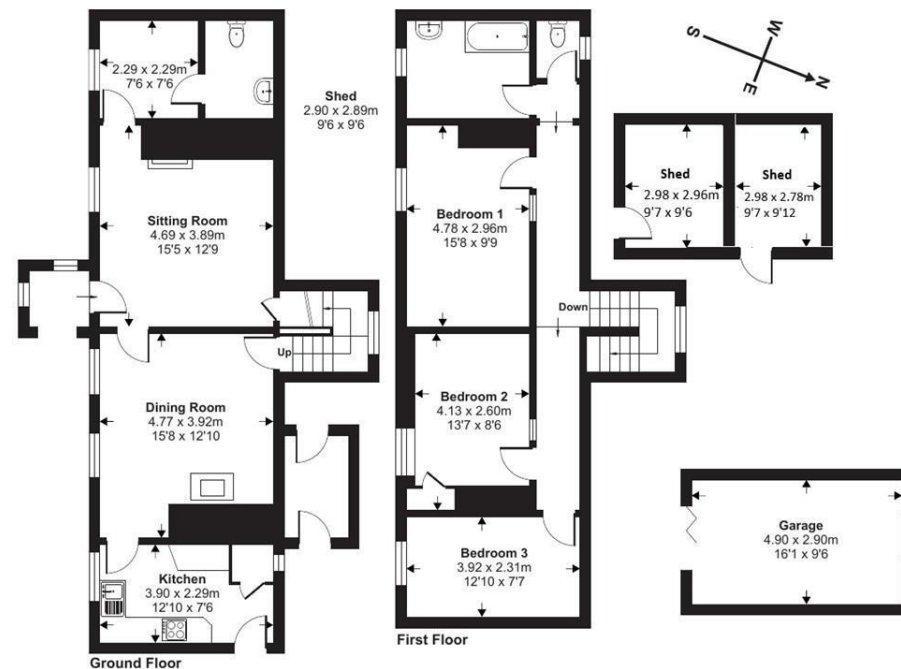 2.29 x 2.29m
7'6 x 7'6
Shed
2.90 x 2.89m
9'6 x 9'6
Sitting Room
4.69 x 3.89m
15'5 x 12'9
Up
Dining Room
4.77 x 3.92m
15'8 x 12'10
Kitchen
3.90 x 2.29m
12'10 x 7'6
Ground Floor
Bedroom 1
4.78 x 2.96m
15'8 x 9'9
Down
Bedroom 2
4.13 x 2.60m
13'7 x 8'6
Bedroom 3
3.92 x 2.31m
12'10 x 7'7
First Floor
S
W
E
N
Shed
2.98 x 2.96m
9'7 x 9'6
Shed
2.98 x 2.78m
9'7 x 9'12
Garage
4.90 x 2.90m
16'1 x 9'6